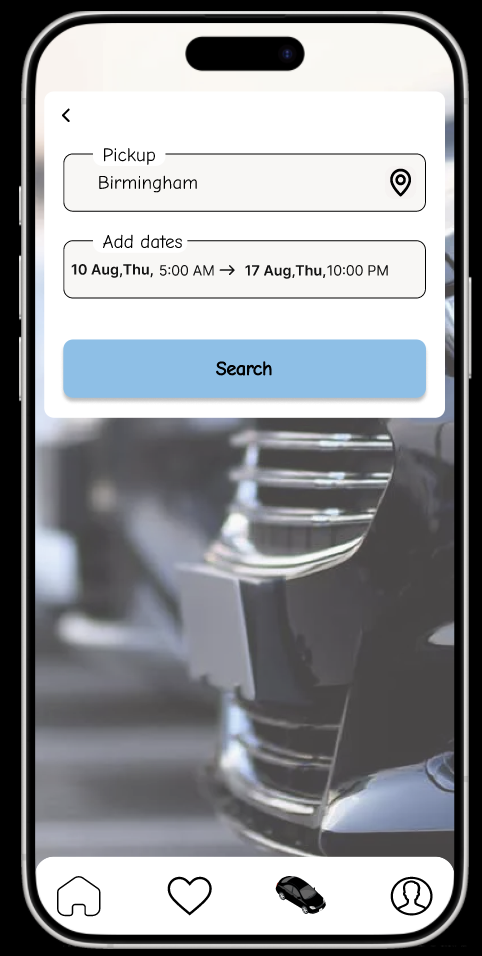 Pickup
Birmingham
Add dates
10 Aug,Thu, 5:00 AM → 17 Aug,Thu,10:00 PM
Search